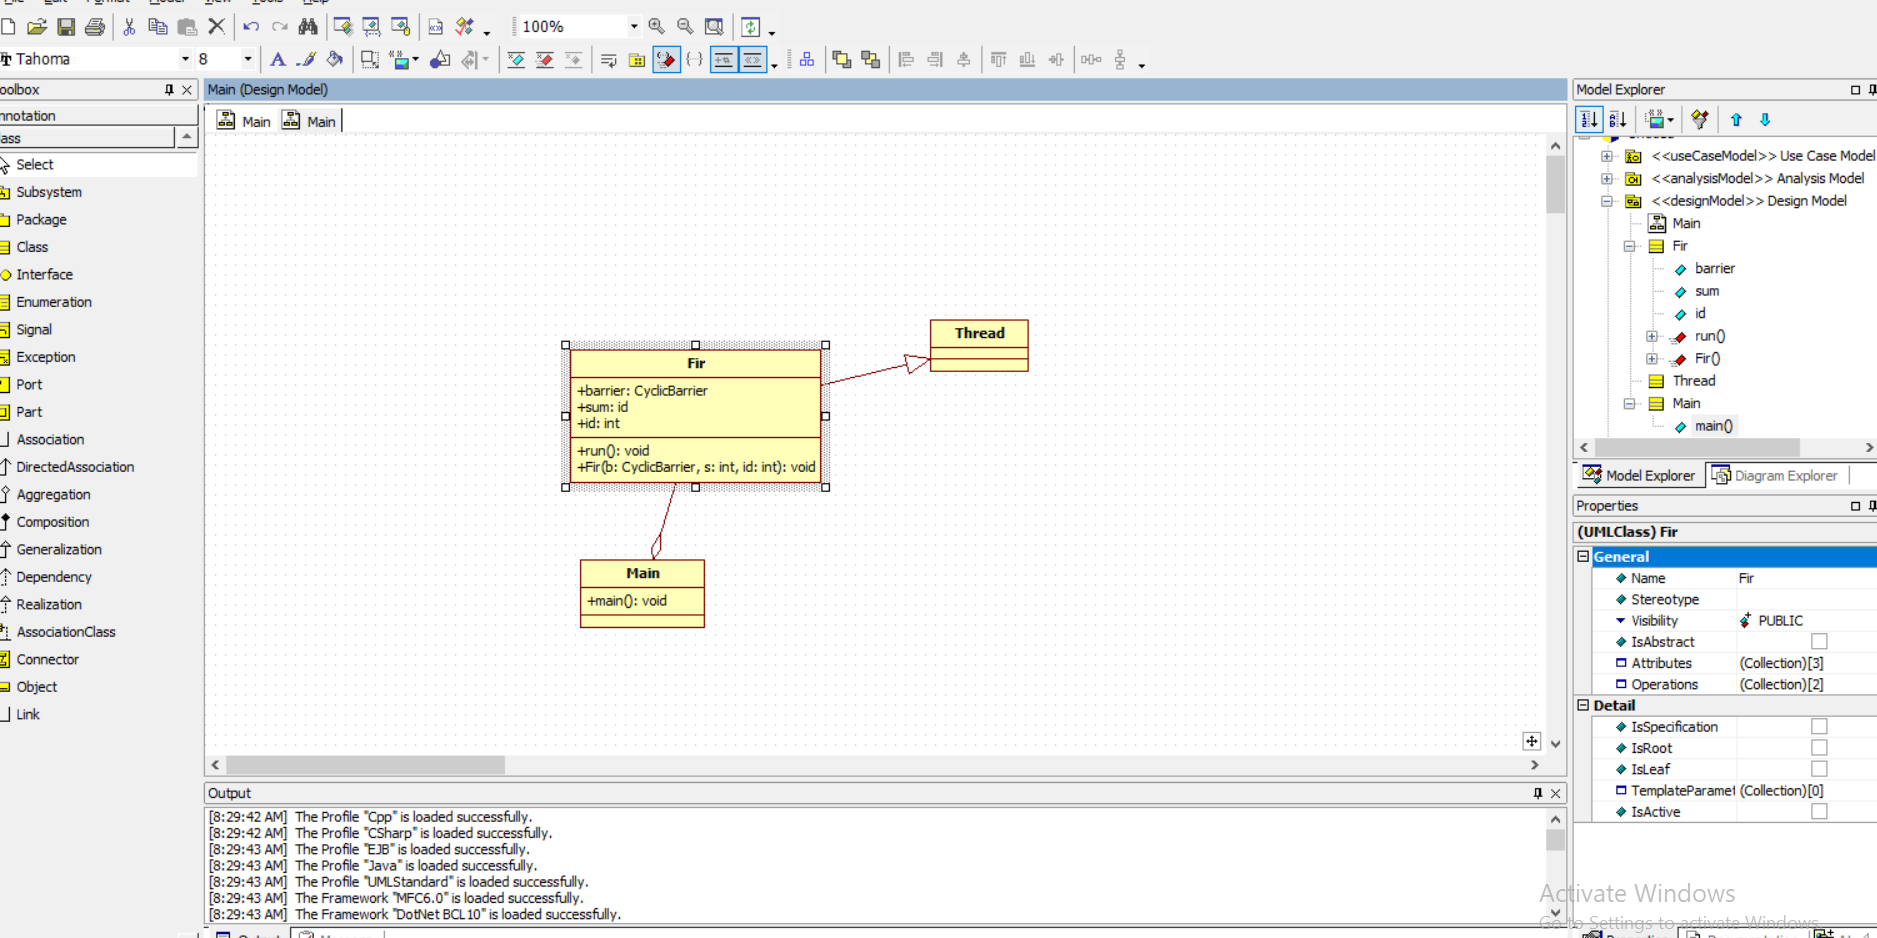 100%
Tahoma
8
oolbox
nnotation
ass
Select
Subsystem
Package
Class
Interface
Enumeration
Signal
Exception
Port
Part
Association
DirectedAssociation
Aggregation
Composition
Generalization
Dependency
Realization
AssociationClass
Connector
Object
Link
Main (Design Model)
Main
Main
Thread
Fir
+barrier: CyclicBarrier
+sum: id
+id: int
+run(): void
+Fir(b: CyclicBarrier, s: int, id: int): void
Main
+main(): void
Output
[8:29:42 AM] The Profile "Cpp" is loaded successfully.
[8:29:42 AM] The Profile "CSharp" is loaded successfully.
[8:29:43 AM] The Profile "EJB" is loaded successfully.
[8:29:43 AM] The Profile "Java" is loaded successfully.
[8:29:43 AM] The Profile "UMLStandard" is loaded successfully.
[8:29:43 AM] The Framework "MFC6.0" is loaded successfully.
[8:29:43 AM] The Framework "DotNet BCL10" is loaded successfully.
Model Explorer
<<useCaseModel>> Use Case Model
<<analysisModel>> Analysis Model
<<designModel>> Design Model
Main
Fir
barrier
sum
id
run()
Fir()
Thread
Main
main()
Model Explorer
Diagram Explorer
Properties
(UMLClass) Fir
General
Name Fir
Stereotype
Visibility PUBLIC
IsAbstract
Attributes (Collection)[3]
Operations (Collection)[2]
Detail
IsSpecification
IsRoot
IsLeaf
TemplateParamet (Collection)[0]
IsActive
Activate Windows
Go to Settings to activate Windows.